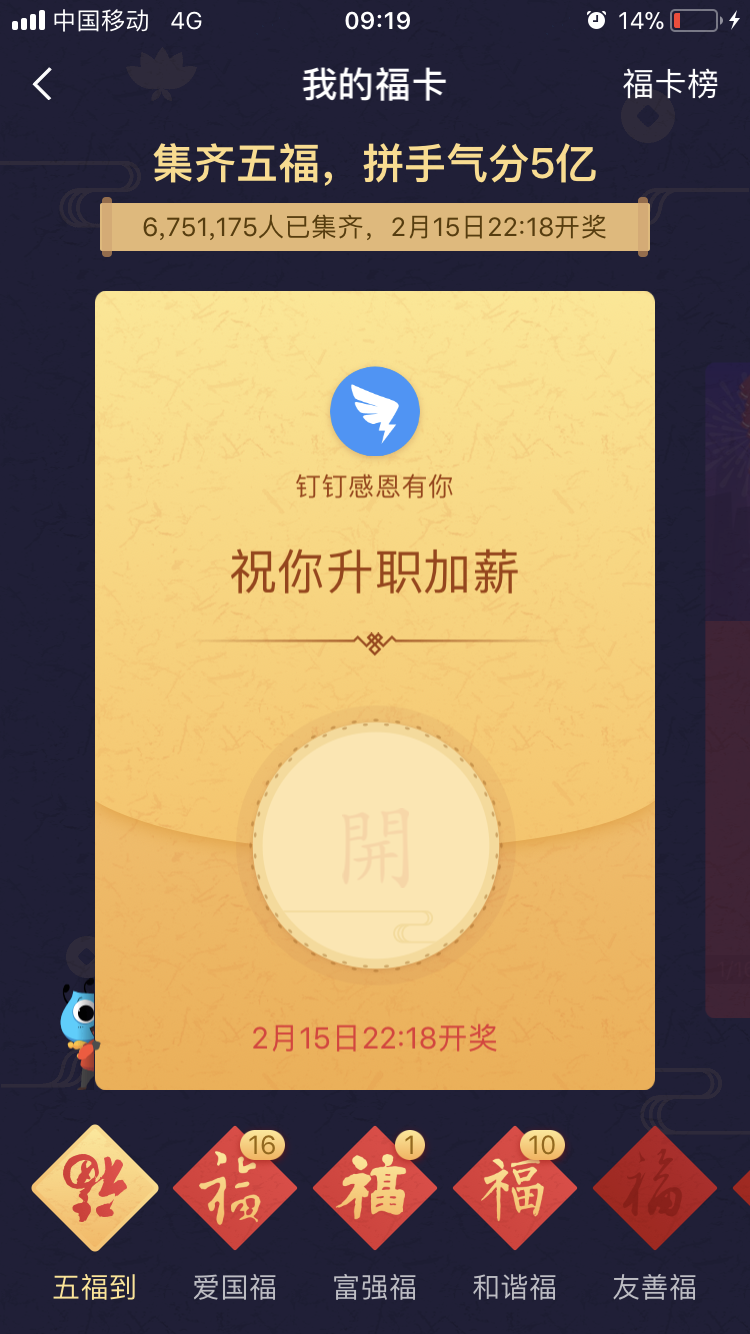 中国移动 4G 09:19 14%
我的福卡 福卡榜
集齐五福，拼手气分5亿
6,751,175人已集齐，2月15日22:18开奖
钉钉感恩有你
祝你升职加薪
開
2月15日22:18开奖
福 16 福 1 福 10 福 福
五福到 爱国福 富强福 和谐福 友善福